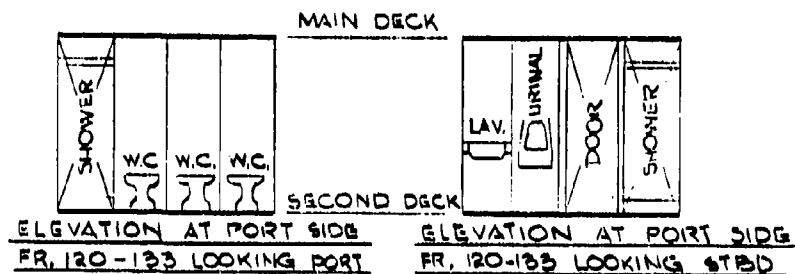 MAIN DECK
SHOWER
W.C.
W.C.
W.C.
LAV.
URINAL
DOOR
SHOWER
SECOND DECK
ELEVATION AT PORT SIDE
FR. 120-133 LOOKING PORT
ELEVATION AT PORT SIDE
FR. 120-133 LOOKING STBD